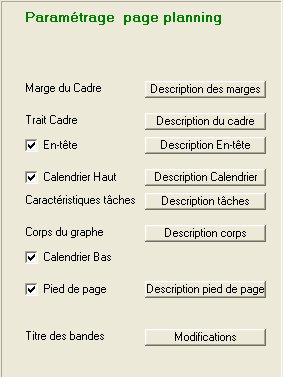 Paramétrage page planning
Marge du Cadre Description des marges
Trait Cadre Description du cadre
En-tête Description En-tête
Calendrier Haut Description Calendrier
Caractéristiques tâches Description tâches
Corps du graphe Description corps
Calendrier Bas
Pied de page Description pied de page
Titre des bandes Modifications